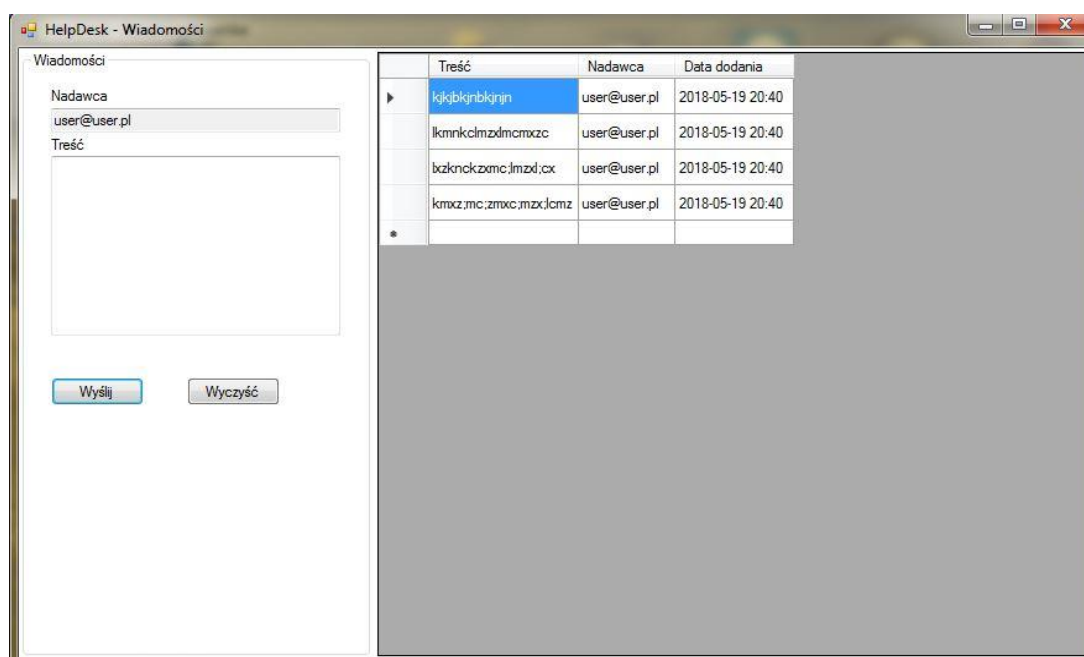 HelpDesk - Wiadomości
Wiadomości
Nadawca
user@user.pl
Treść
Wyślij Wyczyść
Treść Nadawca Data dodania
kjkjbkjnbkjnjn user@user.pl 2018-05-19 20:40
lkmnkclmzxlmcmxzc user@user.pl 2018-05-19 20:40
lxzknckzxmc;lmzxl;cx user@user.pl 2018-05-19 20:40
kmxz;mc;zmxc;mzx;lcmz user@user.pl 2018-05-19 20:40